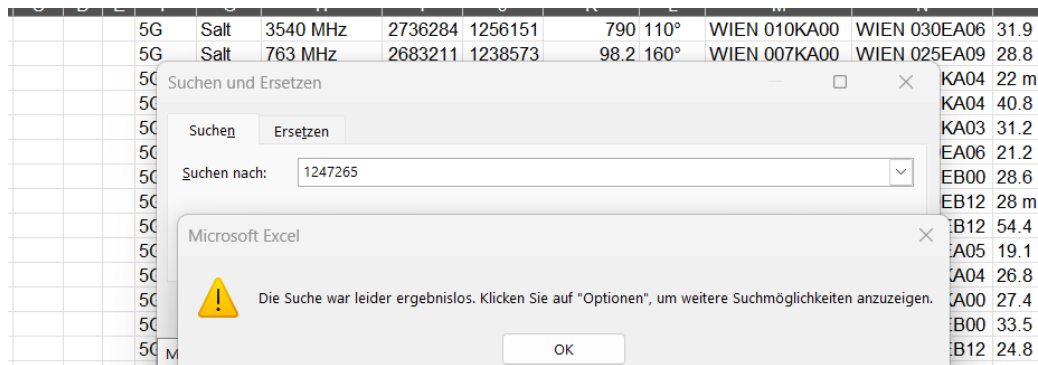 5G Salt 3540 MHz 2736284 1256151 790 110° WIEN 010KA00 WIEN 030EA06 31.9
5G Salt 763 MHz 2683211 1238573 98.2 160° WIEN 007KA00 WIEN 025EA09 28.8
Suchen und Ersetzen
KA04 22 m
KA04 40.8
Suchen Ersetzen
KA03 31.2
EA06 21.2
Suchen nach: 1247265
EB00 28.6
EB12 28 m
Microsoft Excel
EB12 54.4
A05 19.1
Die Suche war leider ergebnislos. Klicken Sie auf "Optionen", um weitere Suchmöglichkeiten anzuzeigen.
KA04 26.8
KA00 27.4
EB00 33.5
OK
EB12 24.8